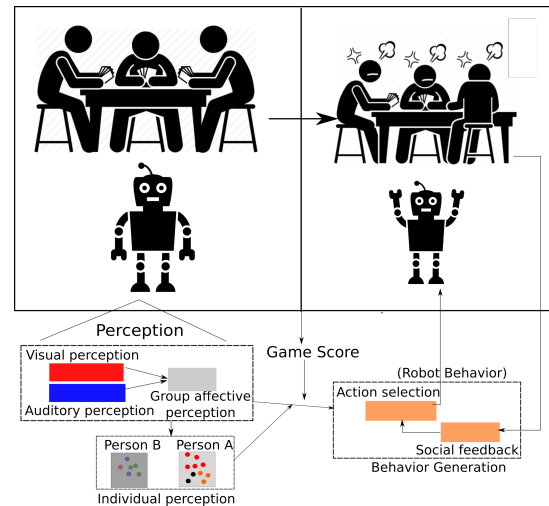 Perception
Visual perception
Auditory perception
Group affective
perception
Person B
Person A
Individual perception
Game Score
(Robot Behavior)
Action selection
Social feedback
Behavior Generation